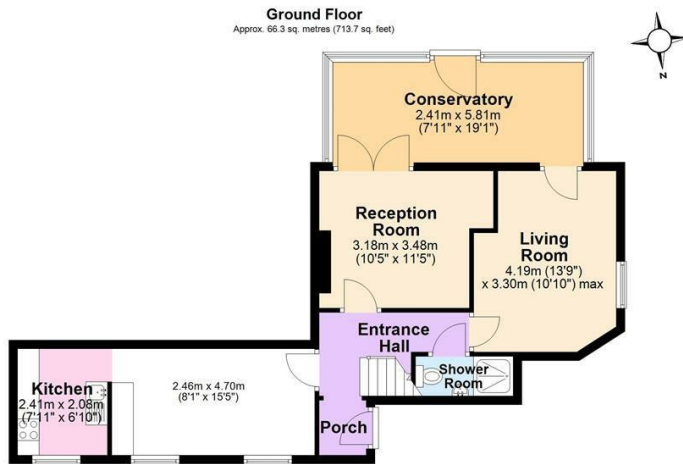 Ground Floor
Approx. 66.3 sq. metres (713.7 sq. feet)
N
Conservatory
2.41m x 5.81m
(7'11" x 19'1")
Reception
Room
3.18m x 3.48m
(10'5" x 11'5")
Living
Room
4.19m (13'9")
x 3.30m (10'10") max
Entrance
Hall
Shower
Room
Kitchen
2.41m x 2.08m
(7'11" x 6'10")
2.46m x 4.70m
(8'1" x 15'5")
Porch